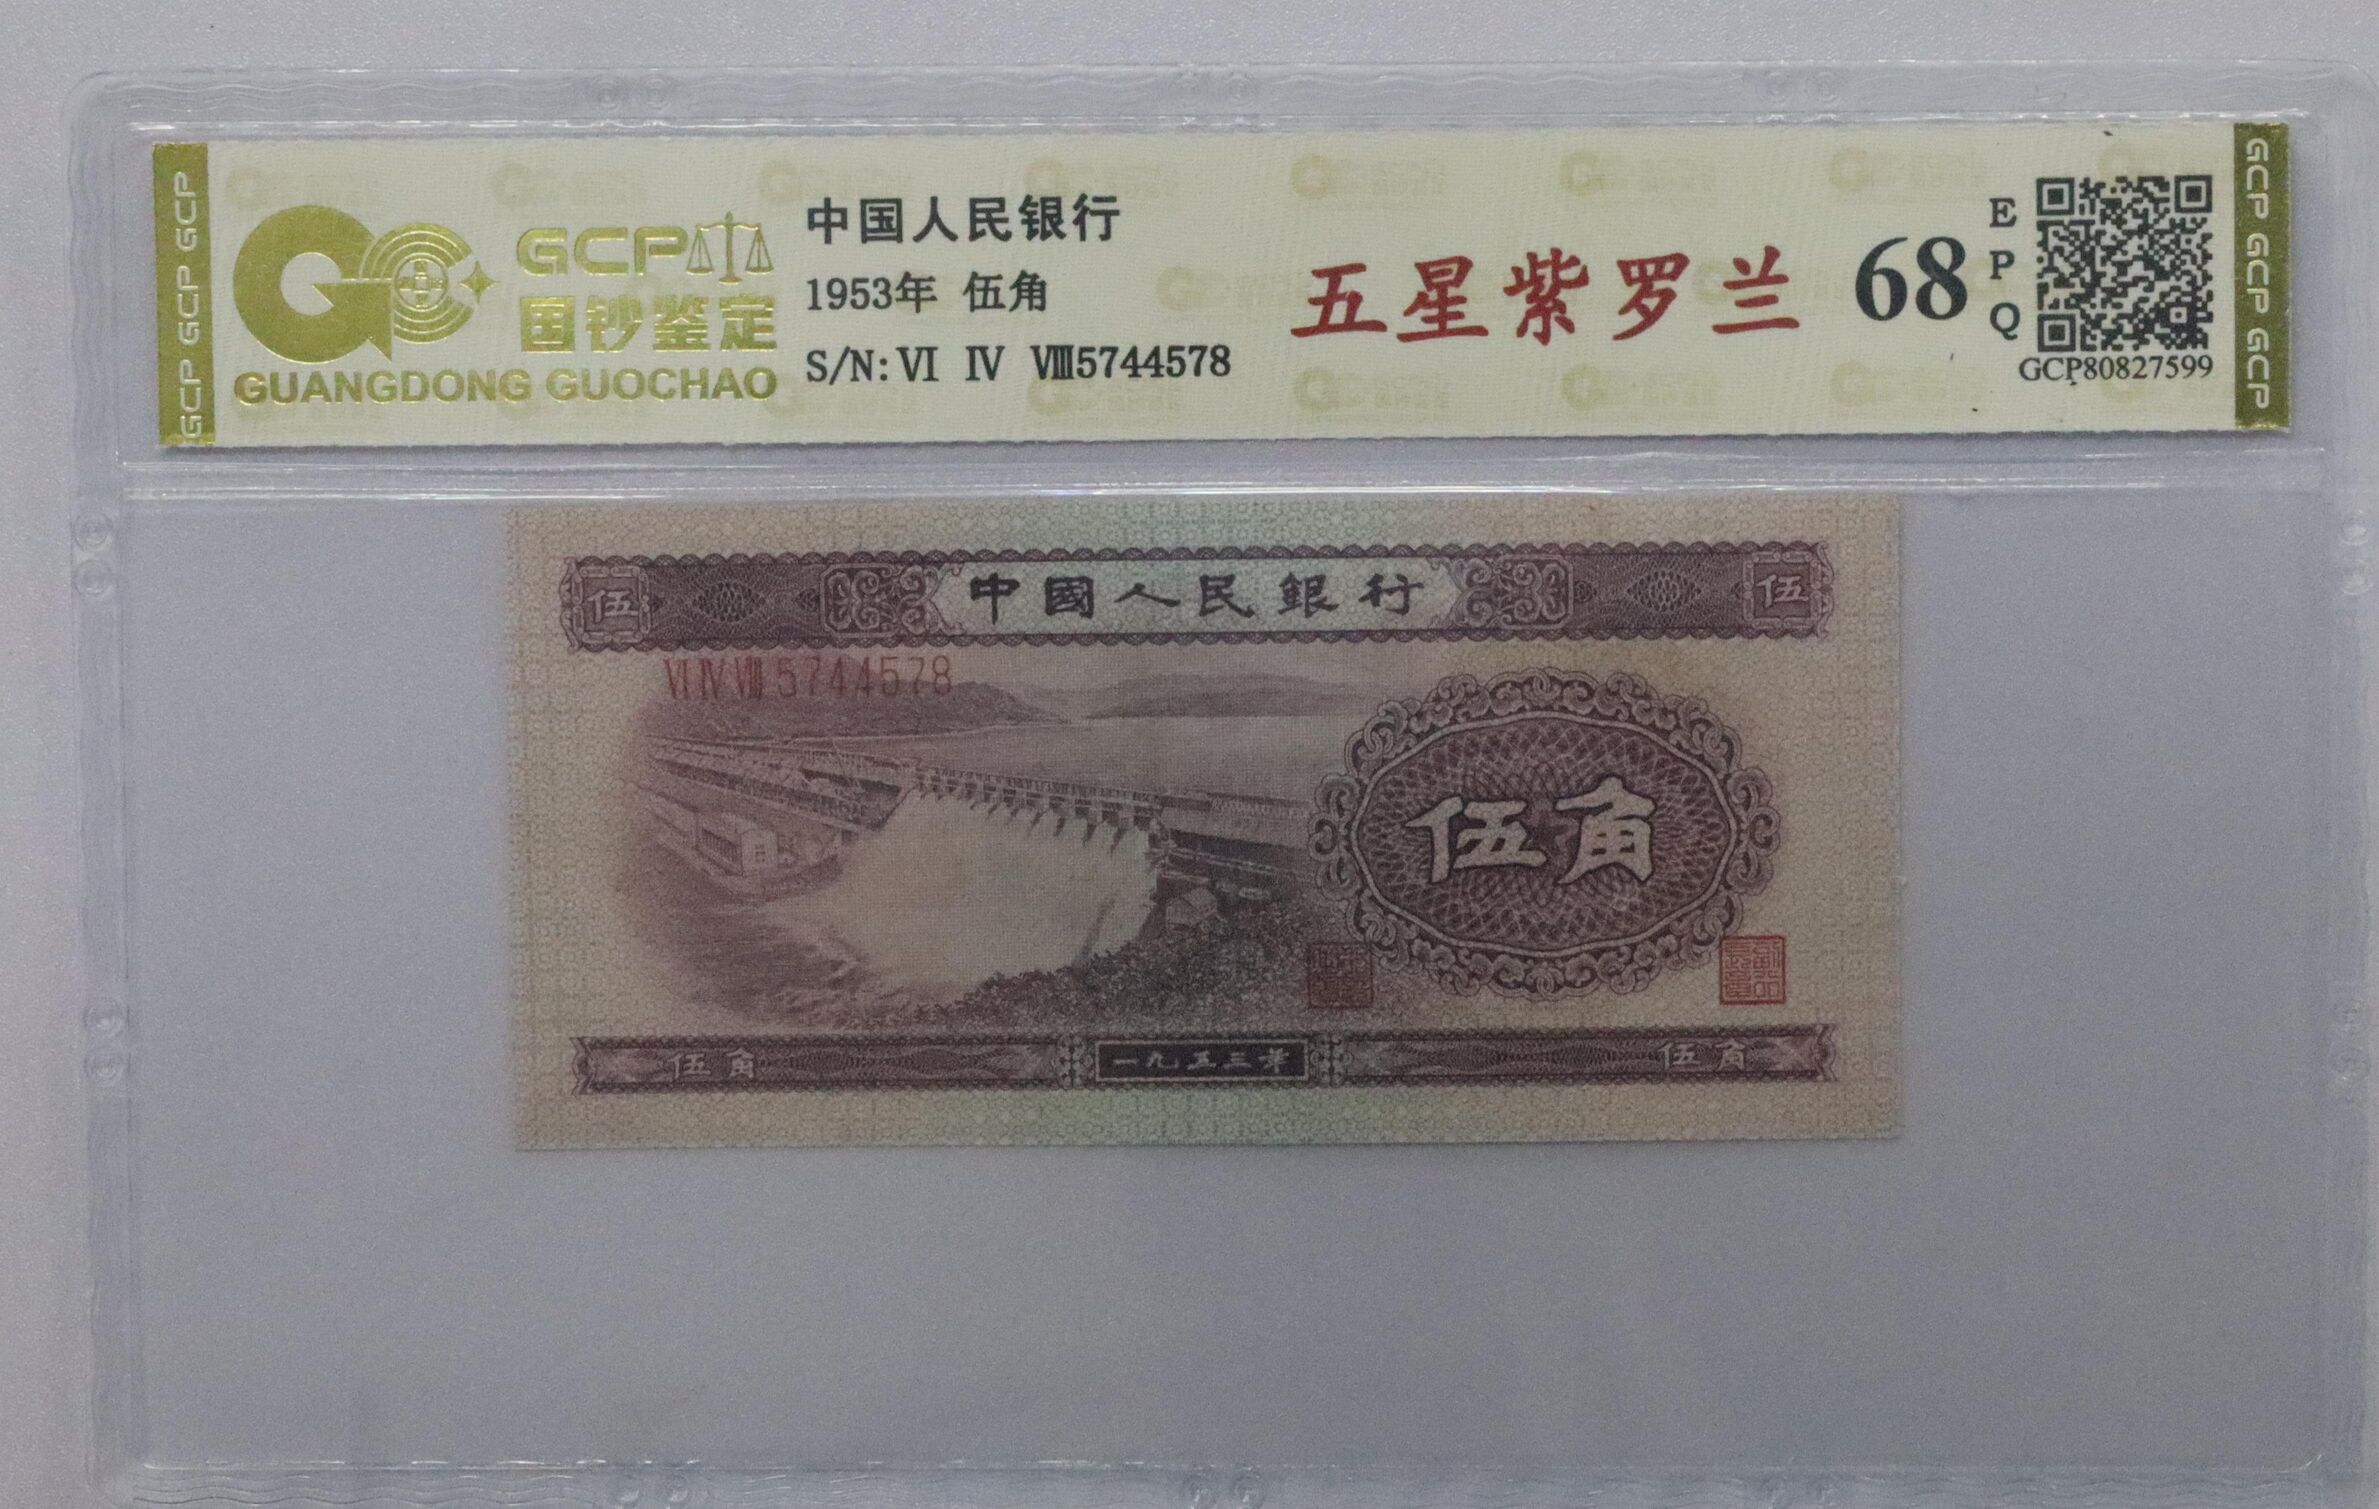 GCP GCP GCP
GCP
国钞鉴定
GUANGDONG GUOCHAO
中国人民银行
1953年 伍角
S/N: VI IV VIII5744578
五星紫罗兰
68
EPQ
GCP80827599
GCP GCP GCP
伍
中國人民銀行
伍
VI IV VIII 5744578
伍角
伍角
一九五三年
伍角